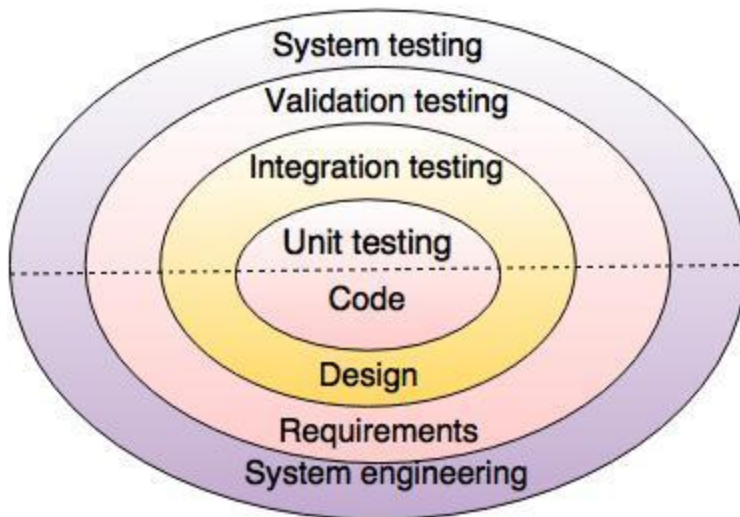 System testing
Validation testing
Integration testing
Unit testing
Code
Design
Requirements
System engineering